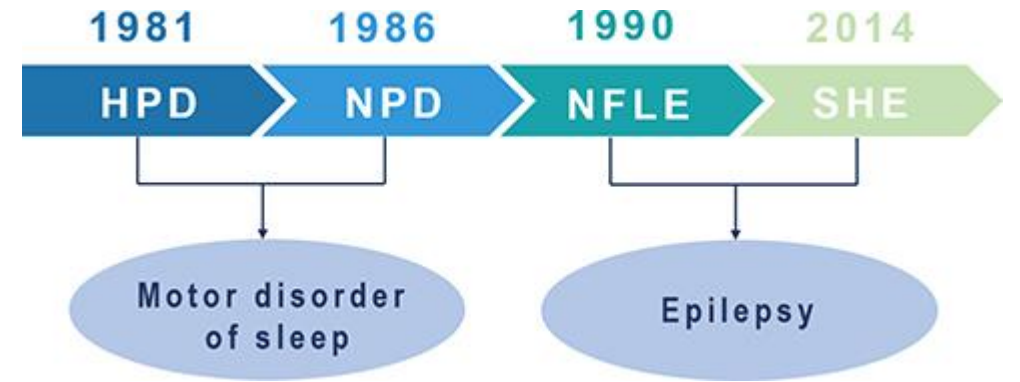 1981 1986 1990 2014
HPD NPD NFLE SHE
Motor disorder
of sleep
Epilepsy